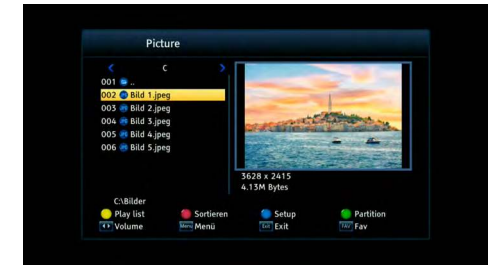 Picture
< C >
001 ..
002 Bild 1.jpeg
003 Bild 2.jpeg
004 Bild 3.jpeg
005 Bild 4.jpeg
006 Bild 5.jpeg
3628 x 2415
4.13M Bytes
C:\Bilder
Play list Sortieren Setup Partition
Volume Menu Menü Exit Exit FAV Fav